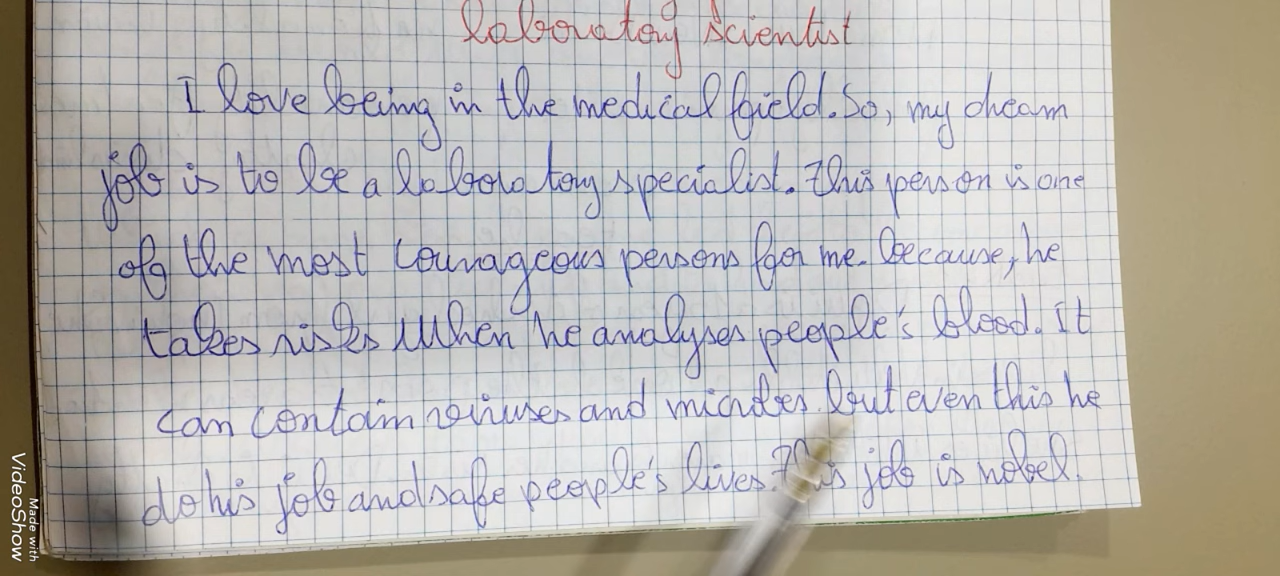 laboratory scientist
I love being in the medical field. So, my dream
job is to be a laboratory specialist. This person is one
of the most courageous persons for me. because, he
takes risks when he analyses people's blood. It
can contain viruses and microbes. but even this he
do his job and safe people's lives. This job is nobel.
Made with
VideoShow